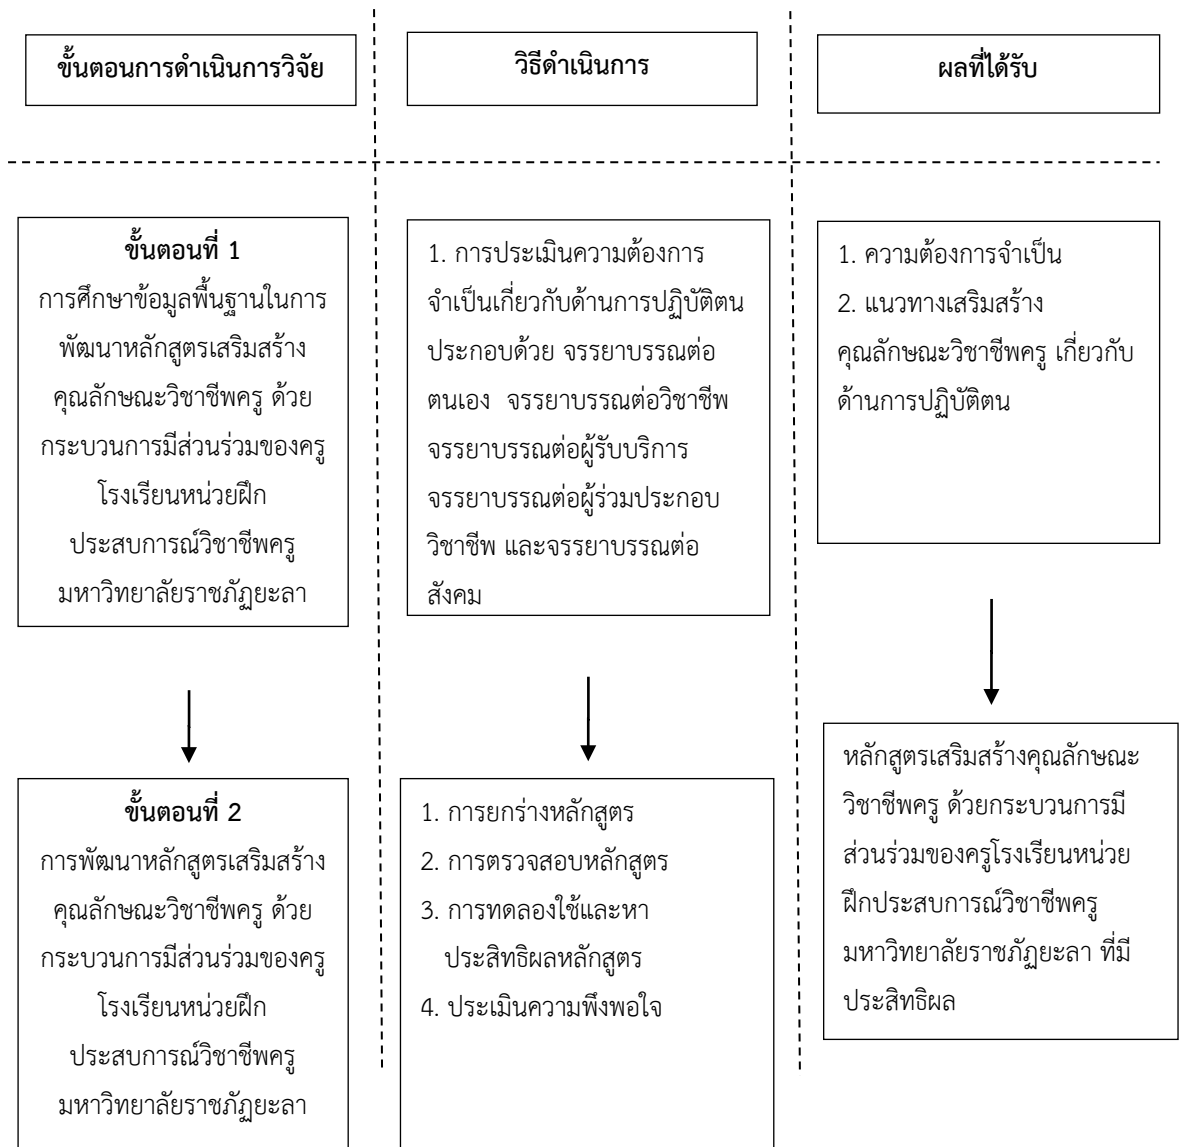 ขั้นตอนการดำเนินการวิจัย
วิธีดำเนินการ
ผลที่ได้รับ
ขั้นตอนที่ 1
การศึกษาข้อมูลพื้นฐานในการ
พัฒนาหลักสูตรเสริมสร้าง
คุณลักษณะวิชาชีพครู ด้วย
กระบวนการมีส่วนร่วมของครู
โรงเรียนหน่วยฝึก
ประสบการณ์วิชาชีพครู
มหาวิทยาลัยราชภัฏยะลา
1. การประเมินความต้องการ
จำเป็นเกี่ยวกับด้านการปฏิบัติตน
ประกอบด้วย จรรยาบรรณต่อ
ตนเอง จรรยาบรรณต่อวิชาชีพ
จรรยาบรรณต่อผู้รับบริการ
จรรยาบรรณต่อผู้ร่วมประกอบ
วิชาชีพ และจรรยาบรรณต่อ
สังคม
1. ความต้องการจำเป็น
2. แนวทางเสริมสร้าง
คุณลักษณะวิชาชีพครู เกี่ยวกับ
ด้านการปฏิบัติตน
ขั้นตอนที่ 2
การพัฒนาหลักสูตรเสริมสร้าง
คุณลักษณะวิชาชีพครู ด้วย
กระบวนการมีส่วนร่วมของครู
โรงเรียนหน่วยฝึก
ประสบการณ์วิชาชีพครู
มหาวิทยาลัยราชภัฏยะลา
1. การยกร่างหลักสูตร
2. การตรวจสอบหลักสูตร
3. การทดลองใช้และหา
ประสิทธิผลหลักสูตร
4. ประเมินความพึงพอใจ
หลักสูตรเสริมสร้างคุณลักษณะ
วิชาชีพครู ด้วยกระบวนการมี
ส่วนร่วมของครูโรงเรียนหน่วย
ฝึกประสบการณ์วิชาชีพครู
มหาวิทยาลัยราชภัฏยะลา ที่มี
ประสิทธิผล